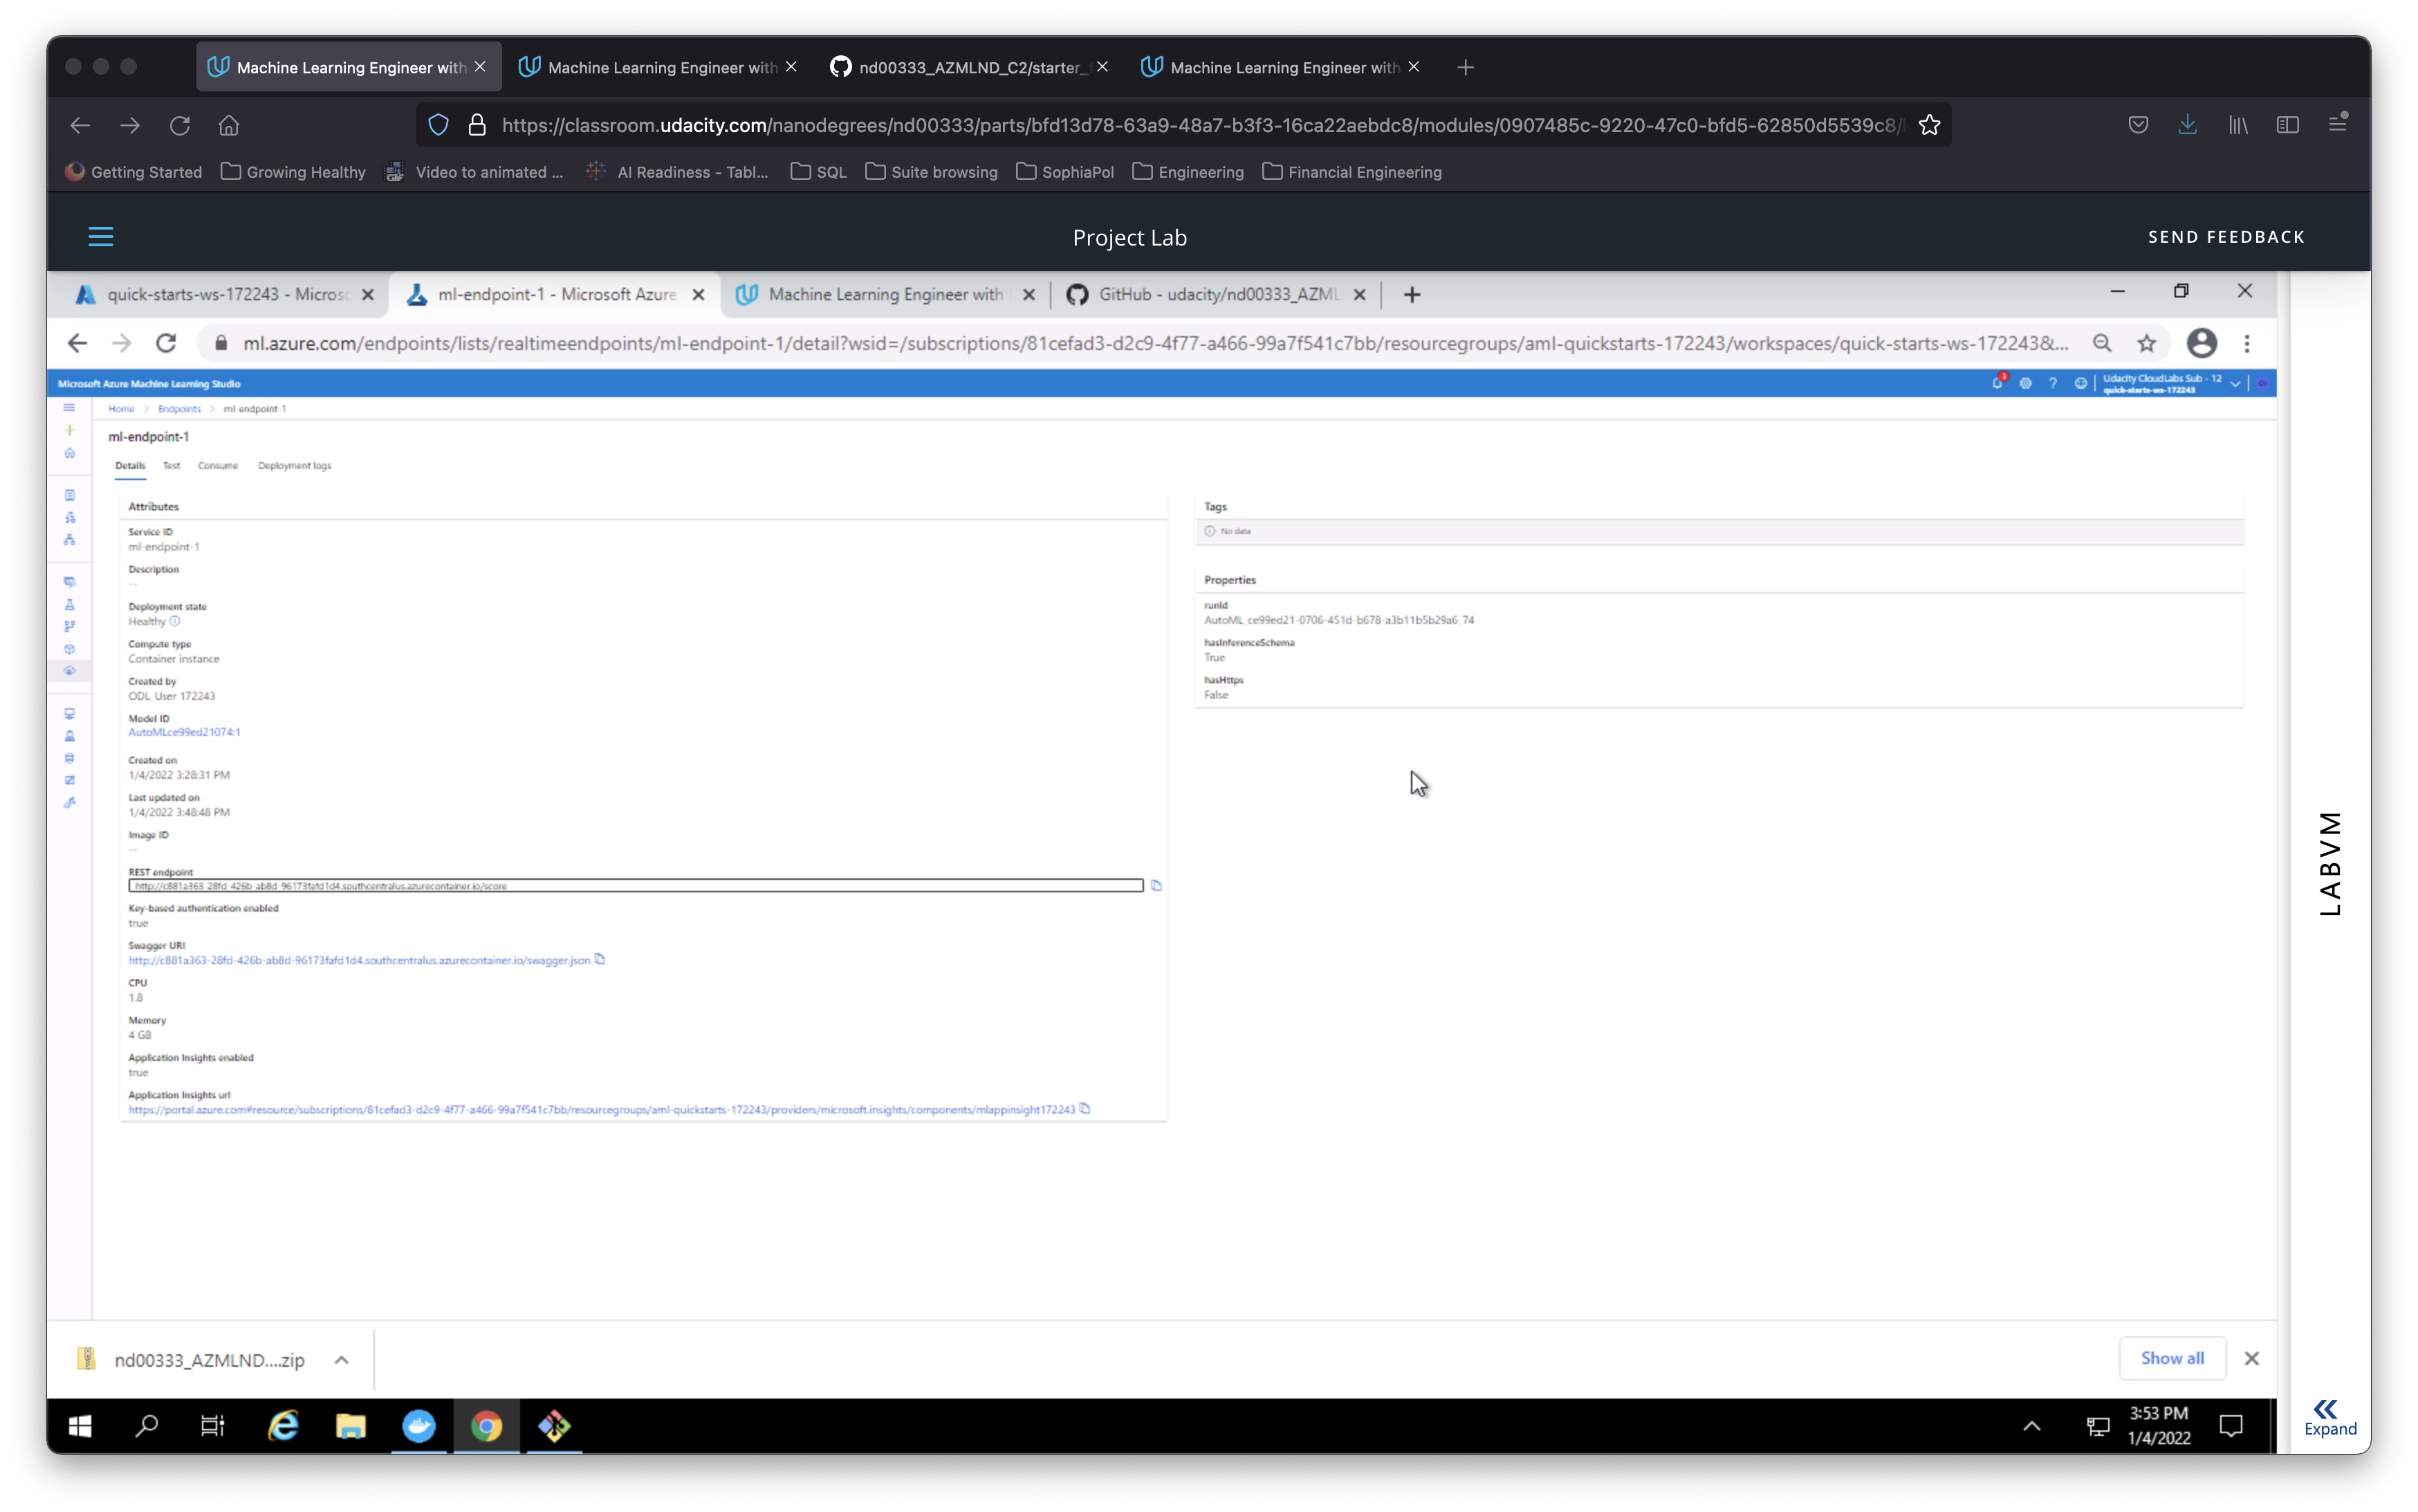 Machine Learning Engineer with
Machine Learning Engineer with
nd00333_AZMLND_C2/starter_
Machine Learning Engineer with
https://classroom.udacity.com/nanodegrees/nd00333/parts/bfd13d78-63a9-48a7-b3f3-16ca22aebdc8/modules/0907485c-9220-47c0-bfd5-62850d5539c8/
Getting Started
Growing Healthy
Video to animated ...
AI Readiness - Tabl...
SQL
Suite browsing
SophiaPol
Engineering
Financial Engineering
Project Lab
SEND FEEDBACK
quick-starts-ws-172243 - Micros
ml-endpoint-1 - Microsoft Azure
Machine Learning Engineer with
GitHub - udacity/nd00333_AZML
ml.azure.com/endpoints/lists/realtimeendpoints/ml-endpoint-1/detail?wsid=/subscriptions/81cefad3-d2c9-4f77-a466-99a7f541c7bb/resourcegroups/aml-quickstarts-172243/workspaces/quick-starts-ws-172243&...
Microsoft Azure Machine Learning Studio
3
Udacity CloudLabs Sub - 12
quick-starts-ws-172243
Home > Endpoints > ml-endpoint-1
ml-endpoint-1
Details
Test
Consume
Deployment logs
Attributes
Service ID
ml-endpoint-1
Description
--
Deployment state
Healthy
Compute type
Container instance
Created by
ODL_User 172243
Model ID
AutoMLce99ed21074:1
Created on
1/4/2022 3:28:31 PM
Last updated on
1/4/2022 3:48:48 PM
Image ID
--
REST endpoint
http://c881a363-28fd-426b-ab8d-96173fafd1d4.southcentralus.azurecontainer.io/score
Key-based authentication enabled
true
Swagger URI
http://c881a363-28fd-426b-ab8d-96173fafd1d4.southcentralus.azurecontainer.io/swagger.json
CPU
1.8
Memory
4 GB
Application Insights enabled
true
Application Insights url
https://portal.azure.com#resource/subscriptions/81cefad3-d2c9-4f77-a466-99a7f541c7bb/resourcegroups/aml-quickstarts-172243/providers/microsoft.insights/components/mlappinsight172243
Tags
No data
Properties
runId
AutoML_ce99ed21-0706-451d-b678-a3b11b5b29a6_74
hasInferenceSchema
True
hasHttps
False
LABVM
nd00333_AZMLND....zip
Show all
3:53 PM
1/4/2022
Expand